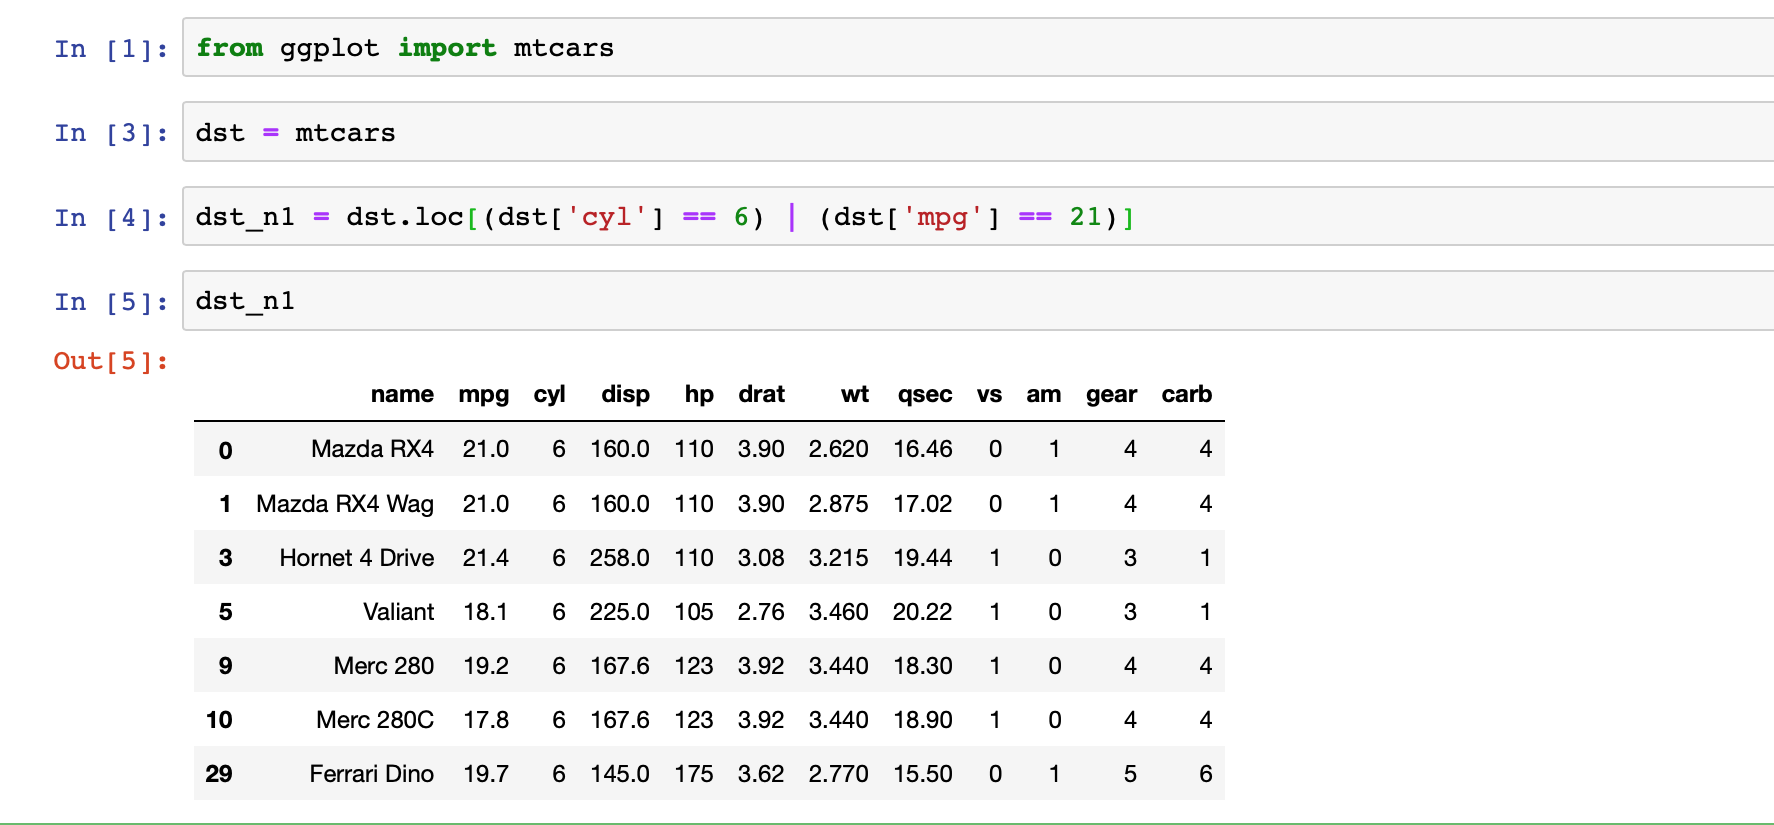 In [1]: from ggplot import mtcars
In [3]: dst = mtcars
In [4]: dst_n1 = dst.loc[(dst['cyl'] == 6) | (dst['mpg'] == 21)]
In [5]: dst_n1
Out[5]:
name mpg cyl disp hp drat wt qsec vs am gear carb
0 Mazda RX4 21.0 6 160.0 110 3.90 2.620 16.46 0 1 4 4
1 Mazda RX4 Wag 21.0 6 160.0 110 3.90 2.875 17.02 0 1 4 4
3 Hornet 4 Drive 21.4 6 258.0 110 3.08 3.215 19.44 1 0 3 1
5 Valiant 18.1 6 225.0 105 2.76 3.460 20.22 1 0 3 1
9 Merc 280 19.2 6 167.6 123 3.92 3.440 18.30 1 0 4 4
10 Merc 280C 17.8 6 167.6 123 3.92 3.440 18.90 1 0 4 4
29 Ferrari Dino 19.7 6 145.0 175 3.62 2.770 15.50 0 1 5 6